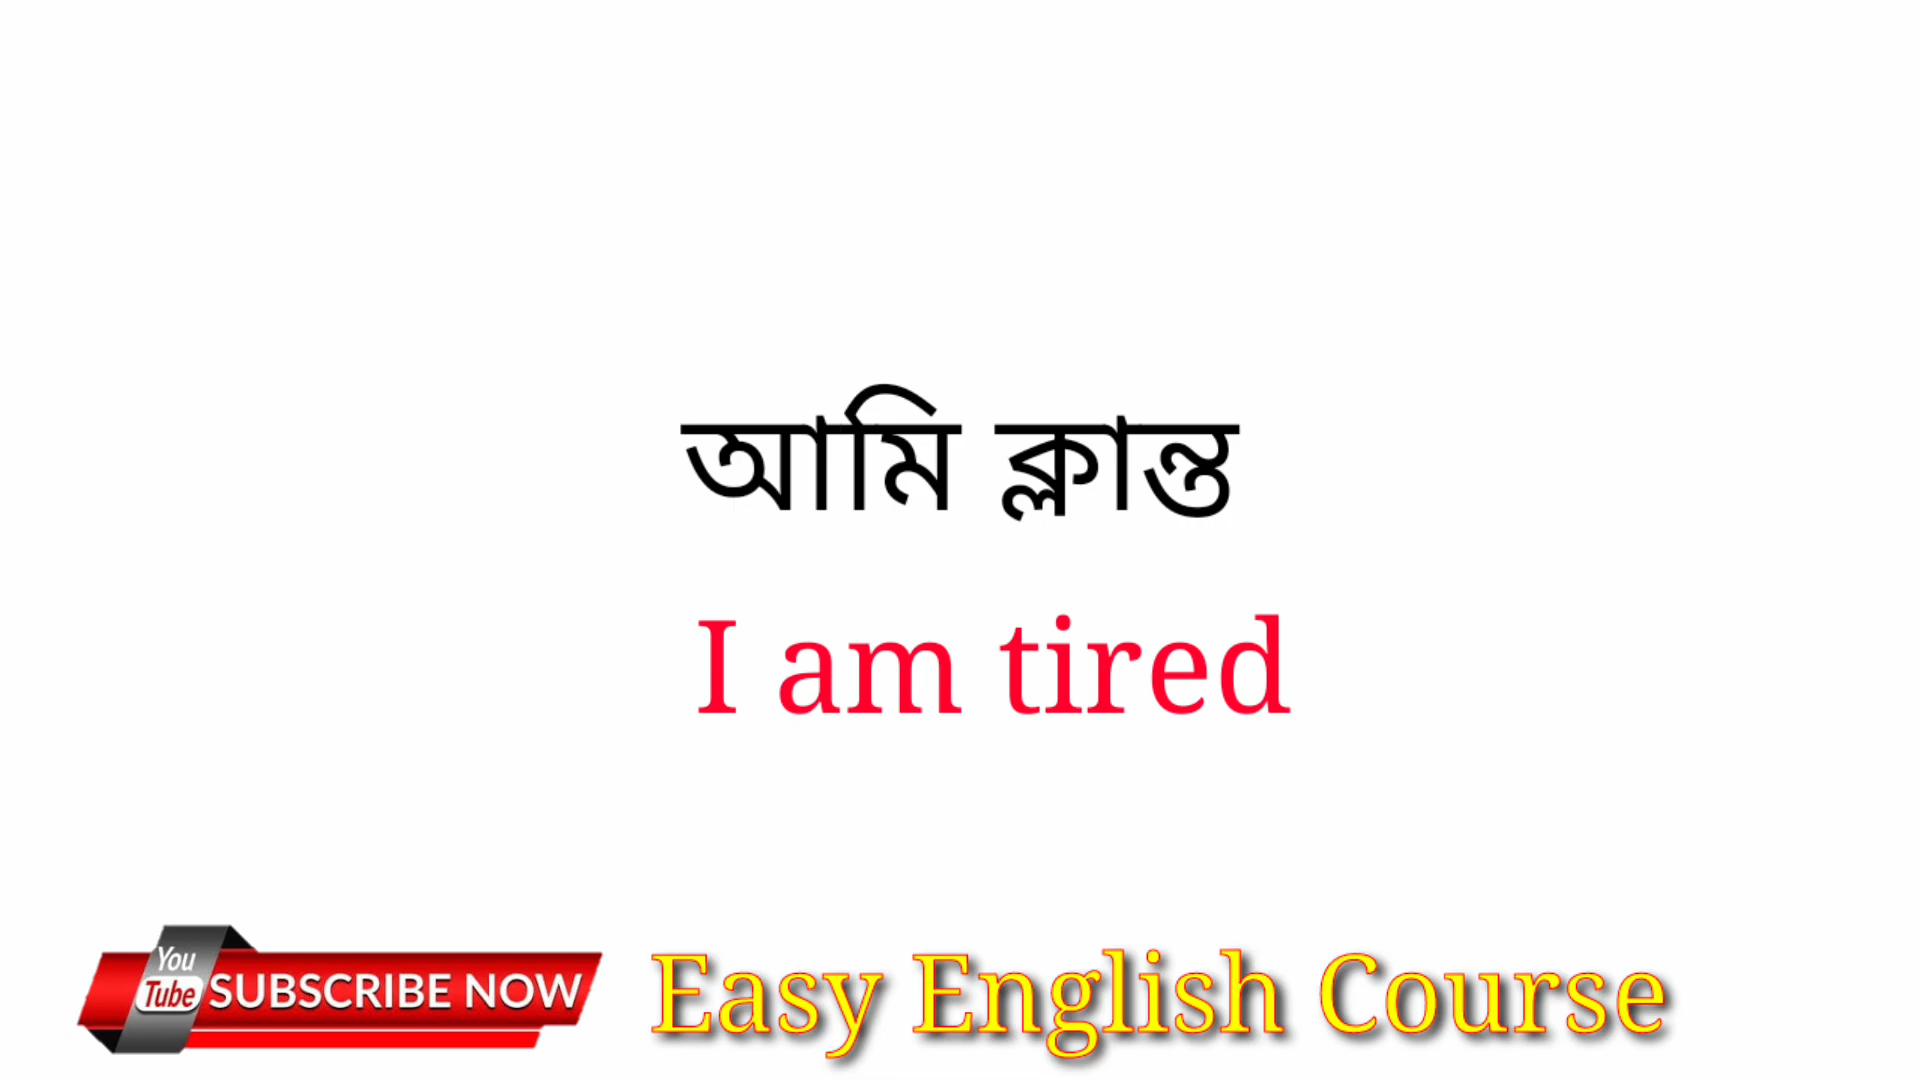 আমি ক্লান্ত
I am tired
You
Tube SUBSCRIBE NOW
Easy English Course